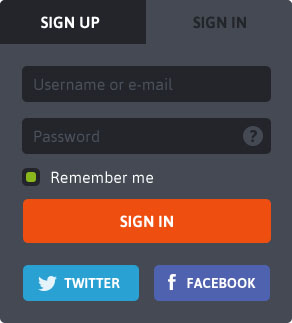 SIGN UP SIGN IN
Username or e-mail
Password ?
Remember me
SIGN IN
TWITTER f FACEBOOK